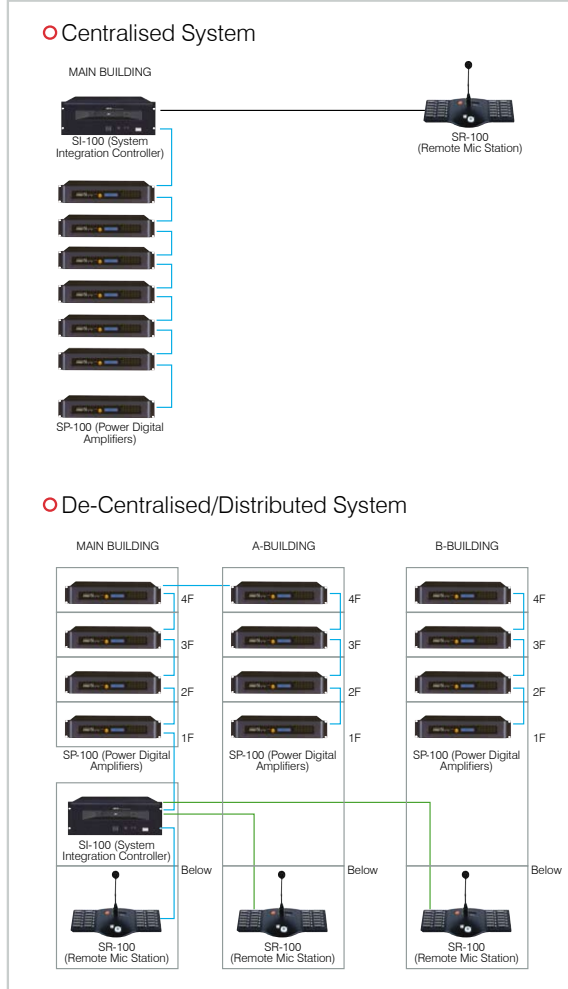 Centralised System
MAIN BUILDING
SI-100 (System
Integration Controller)
SR-100
(Remote Mic Station)
SP-100 (Power Digital
Amplifiers)
De-Centralised/Distributed System
MAIN BUILDING
A-BUILDING
B-BUILDING
4F
4F
4F
3F
3F
3F
2F
2F
2F
1F
1F
1F
SP-100 (Power Digital
Amplifiers)
SP-100 (Power Digital
Amplifiers)
SP-100 (Power Digital
Amplifiers)
SI-100 (System
Integration Controller)
Below
Below
Below
SR-100
(Remote Mic Station)
SR-100
(Remote Mic Station)
SR-100
(Remote Mic Station)